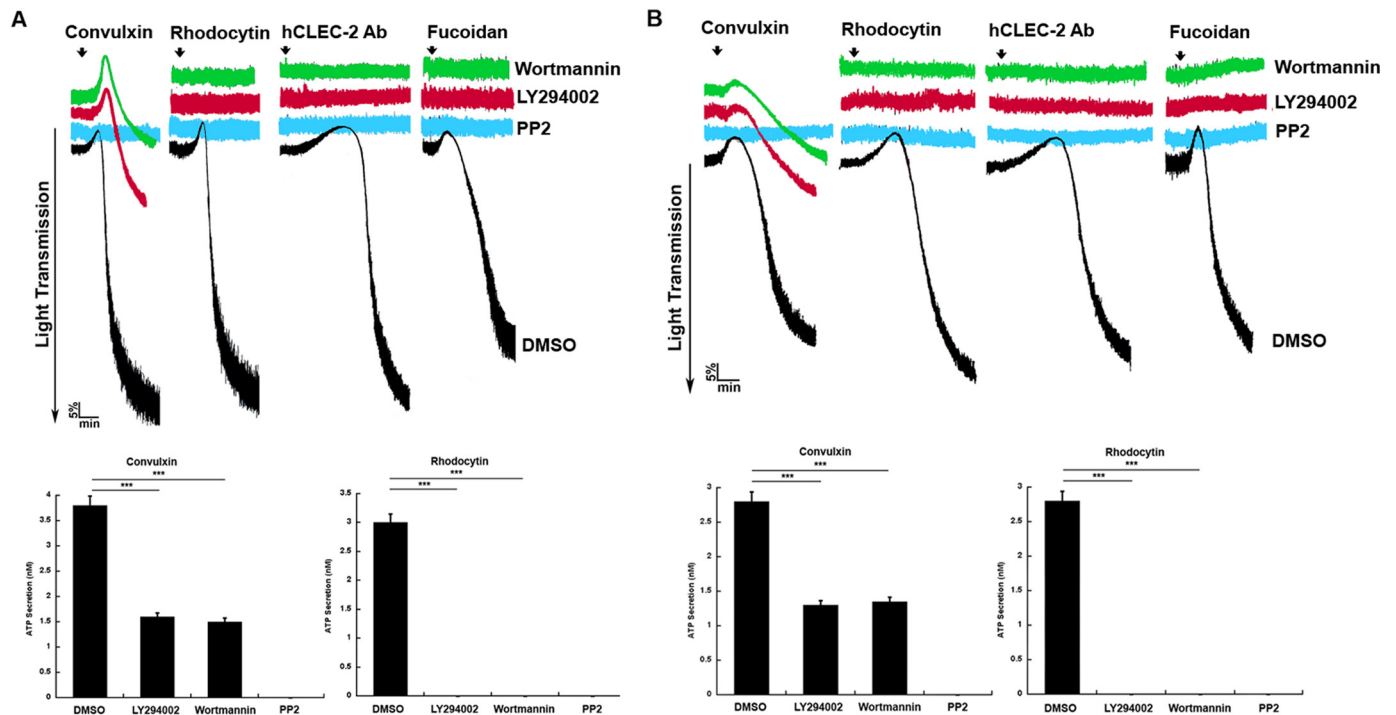 A
Convulxin Rhodocytin hCLEC-2 Ab Fucoidan
Wortmannin
LY294002
PP2
DMSO
Light Transmission
5%
min
Convulxin
***
***
ATP Secretion (nM)
4
3.5
3
2.5
2
1.5
1
0.5
0
DMSO LY294002 Wortmannin PP2
Rhodocytin
***
***
ATP Secretion (nM)
3.5
3
2.5
2
1.5
1
0.5
0
DMSO LY294002 Wortmannin PP2
B
Convulxin Rhodocytin hCLEC-2 Ab Fucoidan
Wortmannin
LY294002
PP2
DMSO
Light Transmission
5%
min
Convulxin
***
***
ATP Secretion (nM)
3
2.5
2
1.5
1
0.5
0
DMSO LY294002 Wortmannin PP2
Rhodocytin
***
***
ATP Secretion (nM)
3
2.5
2
1.5
1
0.5
0
DMSO LY294002 Wortmannin PP2